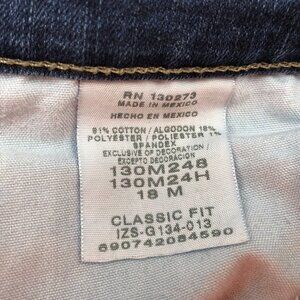 RN 130273
MADE IN MEXICO
HECHO EN MEXICO
81% COTTON / ALGODON 18%
POLYESTER / POLIESTER 1%
SPANDEX
EXCLUSIVE OF DECORATION /
EXCEPTO DECORACION
130M248
130M24H
18 M
CLASSIC FIT
IZS-G134-013
690742084590